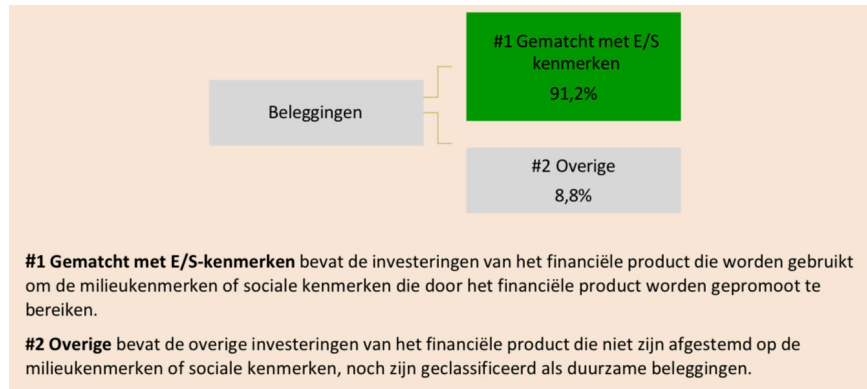 #1 Gematcht met E/S
kenmerken
91,2%
Beleggingen
#2 Overige
8,8%
#1 Gematcht met E/S-kenmerken bevat de investeringen van het financiële product die worden gebruikt
om de milieukenmerken of sociale kenmerken die door het financiële product worden gepromoot te
bereiken.
#2 Overige bevat de overige investeringen van het financiële product die niet zijn afgestemd op de
milieukenmerken of sociale kenmerken, noch zijn geclassificeerd als duurzame beleggingen.